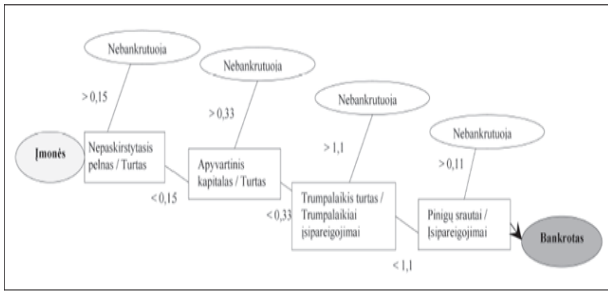 Nebankrutuoja
Nebankrutuoja
Nebankrutuoja
Nebankrutuoja
> 0,15
> 0,33
> 1,1
> 0,11
Įmonės
Nepaskirstytasis
pelnas / Turtas
< 0,15
Apyvartinis
kapitalas / Turtas
< 0,33
Trumpalaikis turtas /
Trumpalaikiai
įsipareigojimai
< 1,1
Pinigų srautai /
Įsipareigojimai
Bankrotas